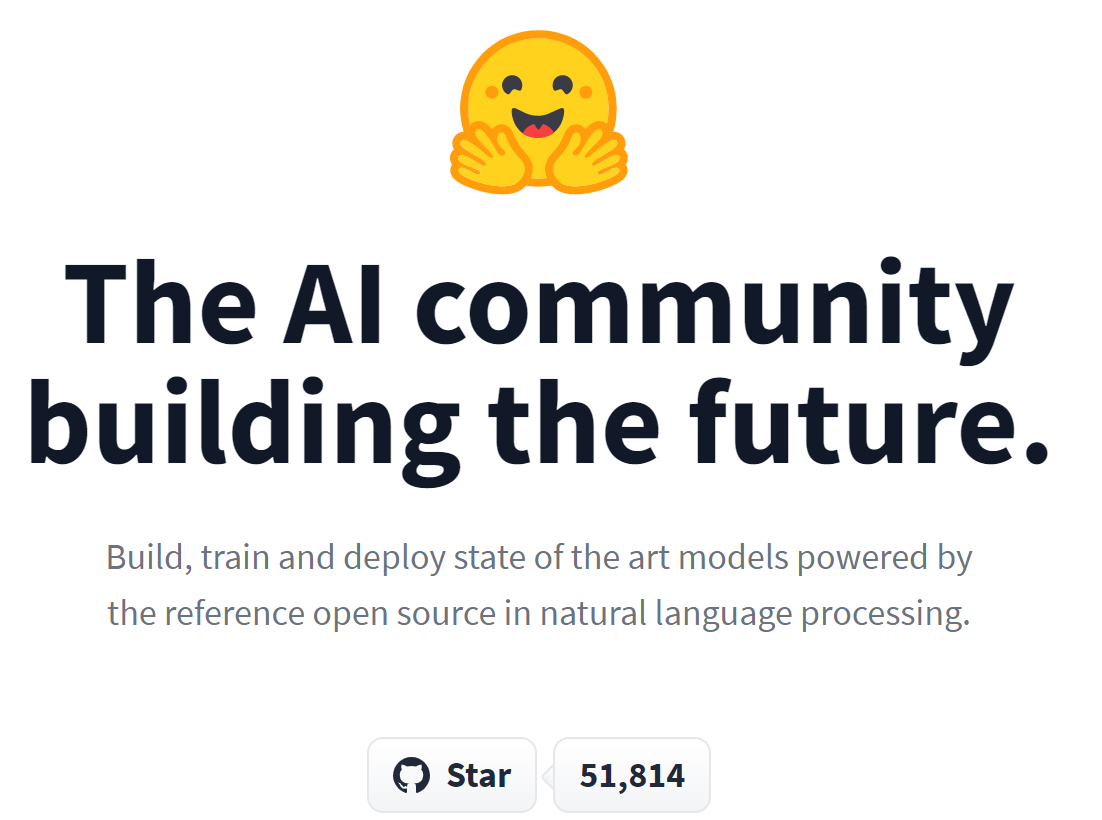 The AI community
building the future.
Build, train and deploy state of the art models powered by
the reference open source in natural language processing.
Star 51,814